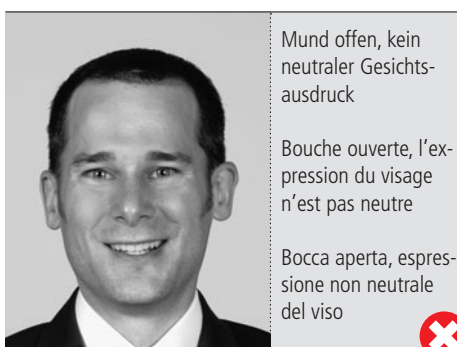 Mund offen, kein
neutraler Gesichts-
ausdruck
Bouche ouverte, l'ex-
pression du visage
n'est pas neutre
Bocca aperta, espres-
sione non neutrale
del viso